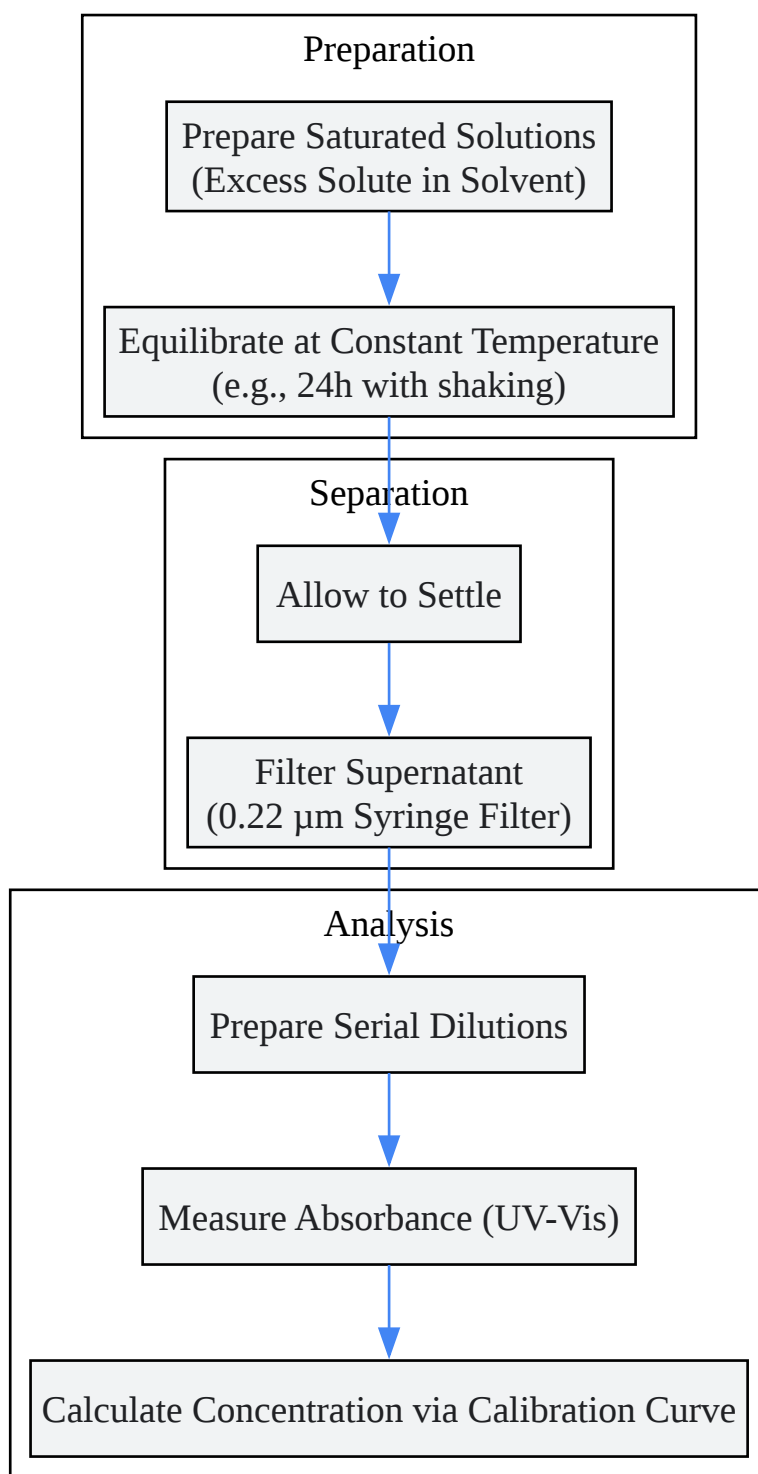 Preparation
Prepare Saturated Solutions
(Excess Solute in Solvent)
Equilibrate at Constant Temperature
(e.g., 24h with shaking)
Separation
Allow to Settle
Filter Supernatant
(0.22 µm Syringe Filter)
Analysis
Prepare Serial Dilutions
Measure Absorbance (UV-Vis)
Calculate Concentration via Calibration Curve